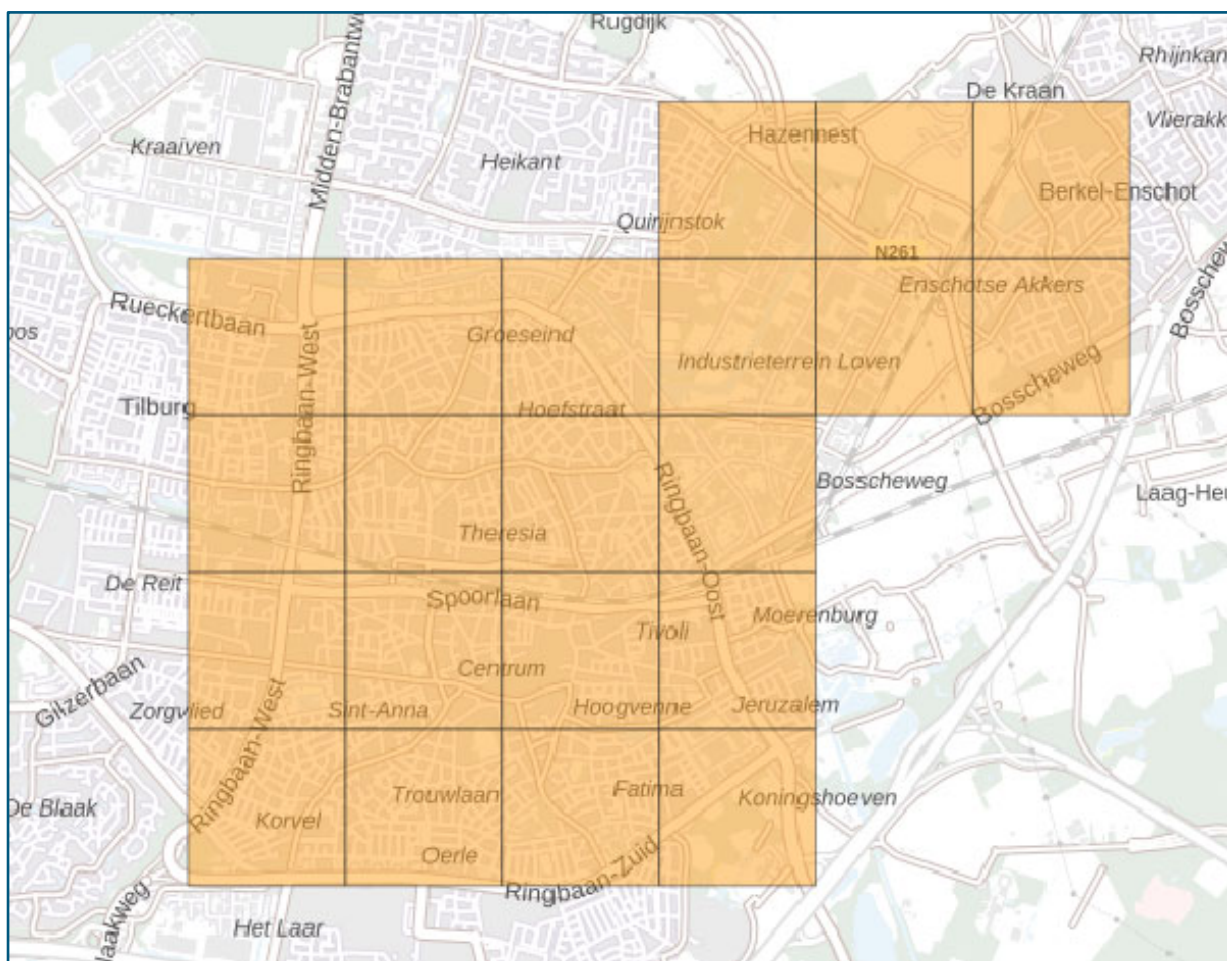 Rugdijk
Rhijnkan
De Kraan
Vlierakk
Hazennest
Kraaiven
Heikant
Midden-Brabantw
Berkel-Enschot
Quirijnstok
N261
Enschotse Akkers
Bosschew
Rueckertbaan
Groeseind
oos
Industrieterrein Loven
Ringbaan-West
Bosscheweg
Tilburg
Hoefstraat
Bosscheweg
Ringbaan-Oost
Laag-Heu
Theresia
De Reit
Spoorlaan
Moerenburg
Tivoli
Centrum
Gilzerbaan
Zorgvlied
Sint-Anna
Hoogvenne
Jeruzalem
Ringbaan-West
De Blaak
Trouwlaan
Fatima
Koningshoeven
Korvel
Oerle
Ringbaan-Zuid
laakweg
Het Laar